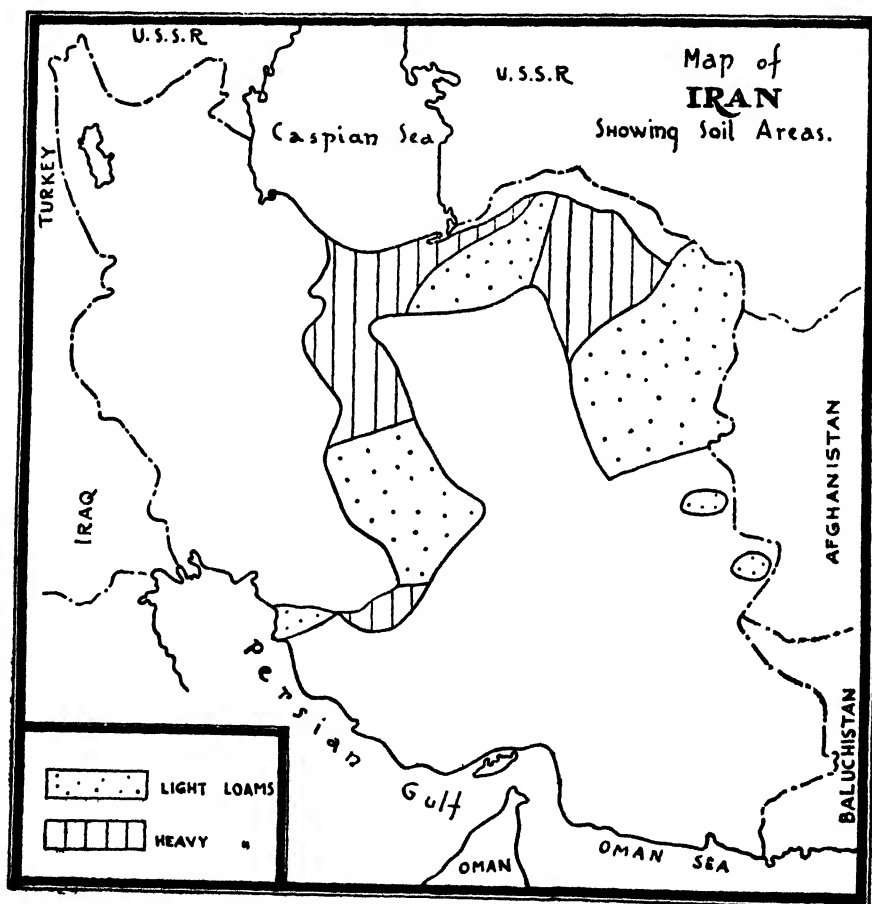 U.S.S.R
U.S.S.R
Map of
IRAN
Showing Soil Areas.
Caspian Sea
TURKEY
IRAQ
AFGHANISTAN
BALUCHISTAN
Persian Gulf
OMAN
OMAN SEA
LIGHT LOAMS
HEAVY "